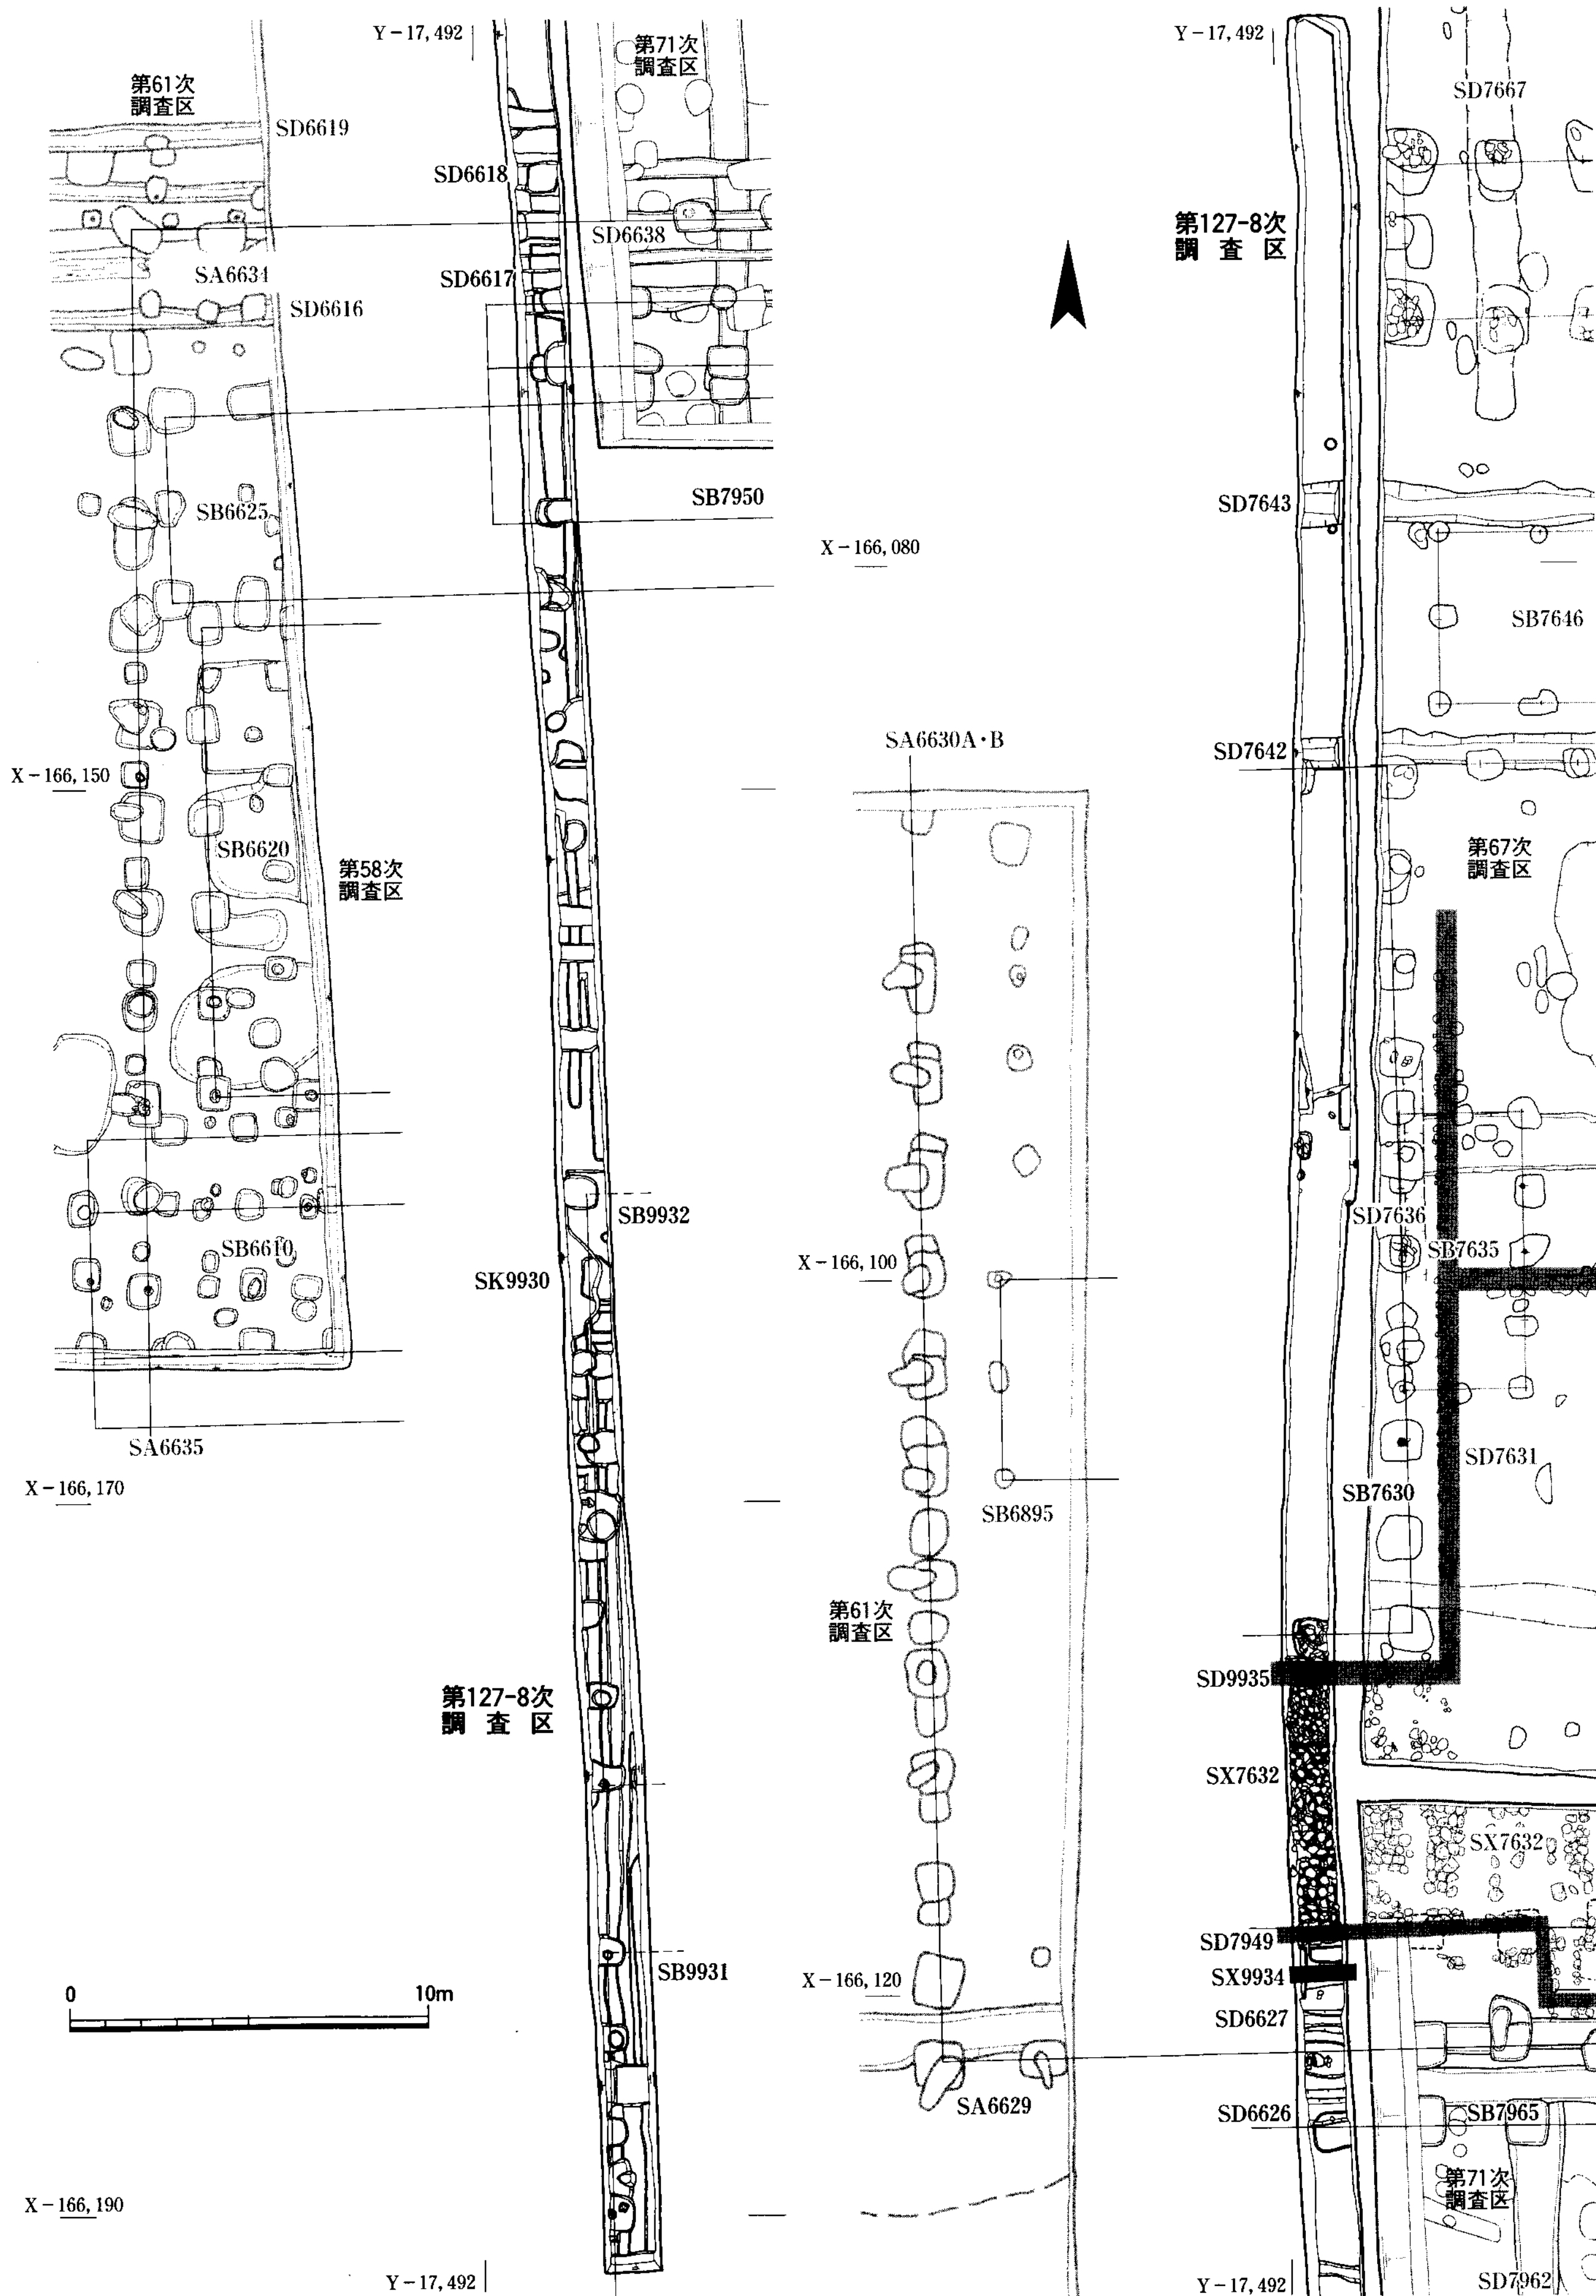 Y－17,492
第61次
調査区
SD6619
SD6618
第71次
調査区
SD6638
SA6634
SD6617
SD6616
SB6625
SB7950
X－166,150
SB6620
第58次
調査区
SB9932
SB6610
SK9930
SA6635
X－166,170
第127-8次
調　査　区
SB9931
0
10m
X－166,190
Y－17,492
Y－17,492
SD7667
第127-8次
調　査　区
SD7643
X－166,080
SB7646
SA6630A・B
SD7642
第67次
調査区
SD7636
SB7635
X－166,100
SD7631
SB7630
SB6895
第61次
調査区
SD9935
SX7632
SX7632
SD7949
SX9934
X－166,120
SD6627
SA6629
SD6626
SB7965
第71次
調査区
SD7962
Y－17,492